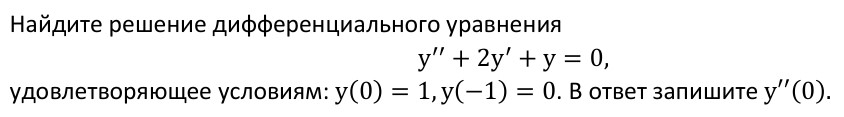 Найдите решение дифференциального уравнения
y′′ + 2y′ + y = 0,
удовлетворяющее условиям: y(0) = 1, y(−1) = 0. В ответ запишите y′′(0).